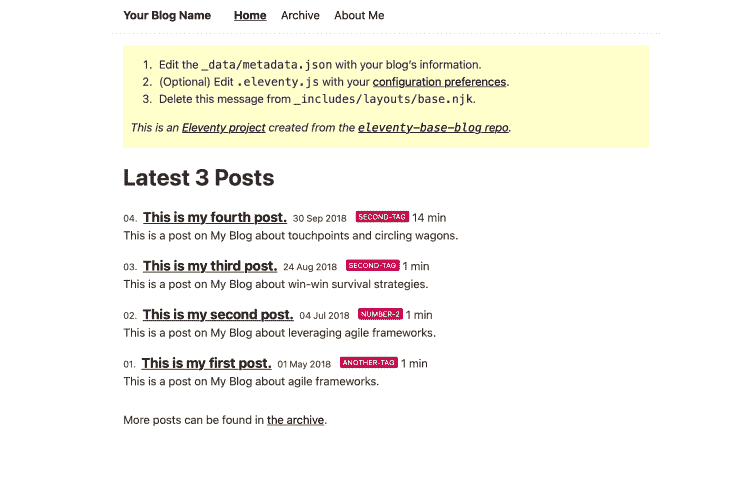 Your Blog Name Home Archive About Me
1. Edit the _data/metadata.json with your blog’s information.
2. (Optional) Edit .eleventy.js with your configuration preferences.
3. Delete this message from _includes/layouts/base.njk.
This is an Eleventy project created from the eleventy-base-blog repo.
Latest 3 Posts
04. This is my fourth post. 30 Sep 2018 SECOND-TAG 14 min
This is a post on My Blog about touchpoints and circling wagons.
03. This is my third post. 24 Aug 2018 SECOND-TAG 1 min
This is a post on My Blog about win-win survival strategies.
02. This is my second post. 04 Jul 2018 NUMBER-2 1 min
This is a post on My Blog about leveraging agile frameworks.
01. This is my first post. 01 May 2018 ANOTHER-TAG 1 min
This is a post on My Blog about agile frameworks.
More posts can be found in the archive.